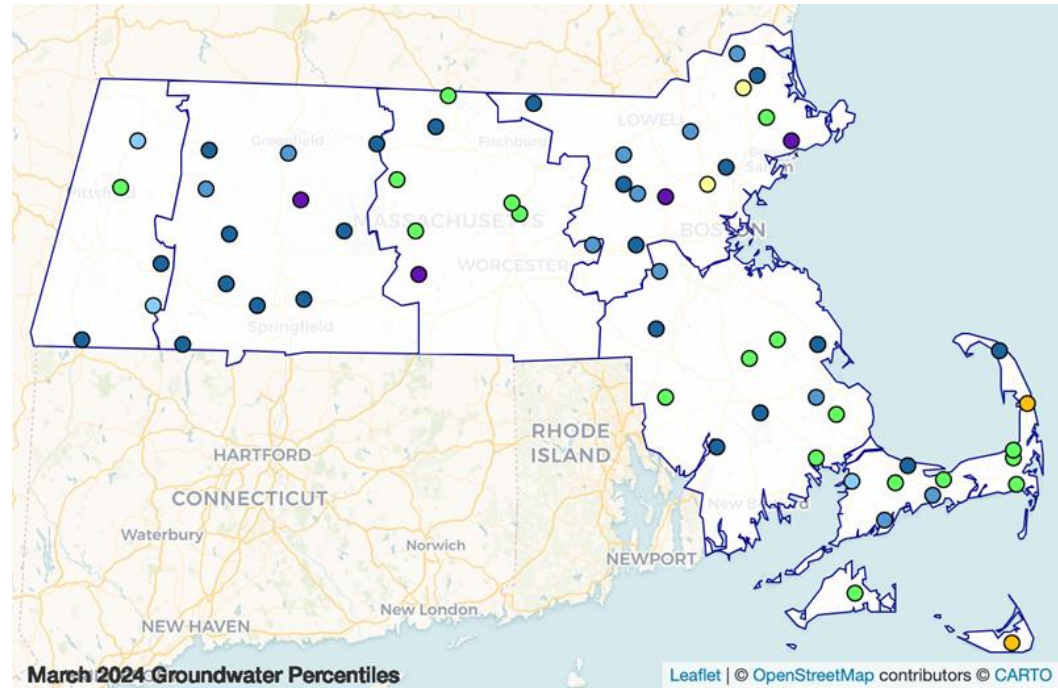 Greenfield
Fitchburg
LOWELL
Pittsfield
Salem
MASSACHUSETTS
BOSTON
WORCESTER
Springfield
RHODE
ISLAND
HARTFORD
CONNECTICUT
New Bedford
Waterbury
Norwich
NEWPORT
New London
NEW HAVEN
March 2024 Groundwater Percentiles
Leaflet | © OpenStreetMap contributors © CARTO